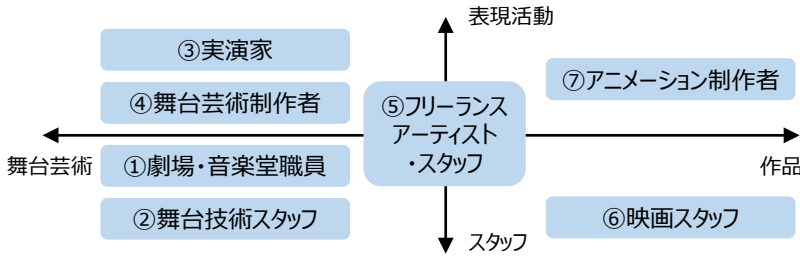 表現活動
③実演家
⑦アニメーション制作者
④舞台芸術制作者
⑤フリーランス
アーティスト
・スタッフ
舞台芸術
①劇場・音楽堂職員
作品
②舞台技術スタッフ
⑥映画スタッフ
スタッフ